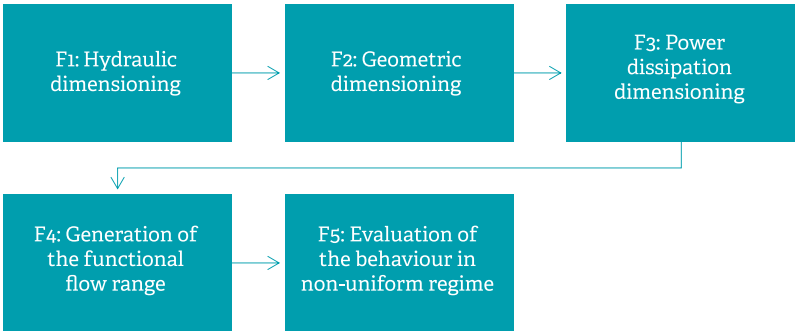 F1: Hydraulic
dimensioning
F2: Geometric
dimensioning
F3: Power
dissipation
dimensioning
F4: Generation of
the functional
flow range
F5: Evaluation of
the behaviour in
non-uniform regime